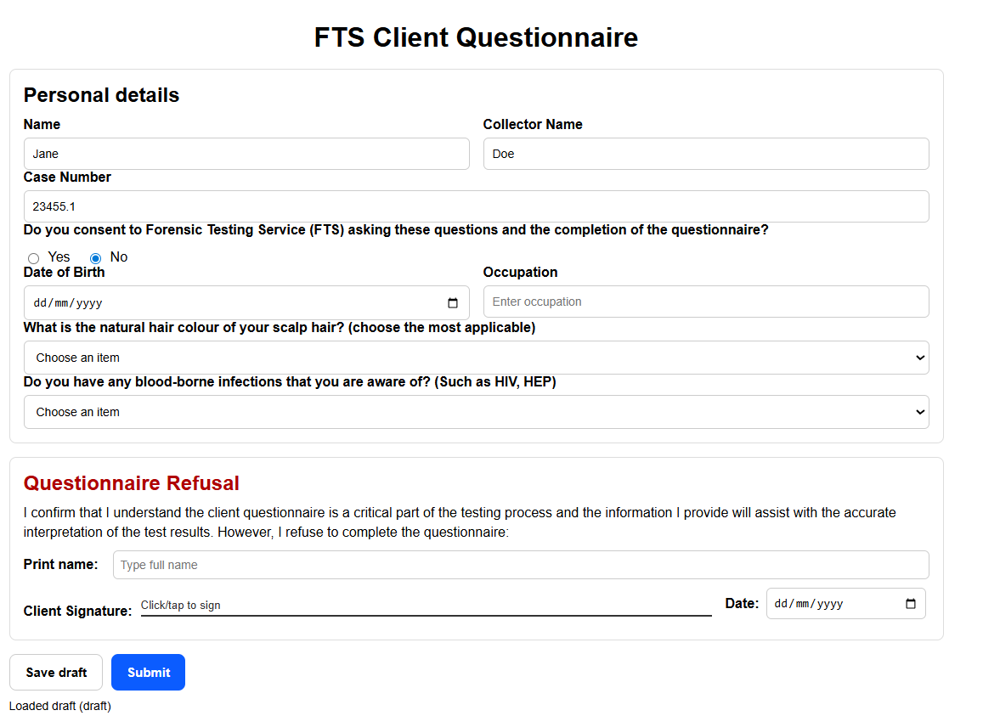 FTS Client Questionnaire
Personal details
Name
Collector Name
Jane
Doe
Case Number
23455.1
Do you consent to Forensic Testing Service (FTS) asking these questions and the completion of the questionnaire?
Yes No
Date of Birth
Occupation
dd/mm/yyyy
Enter occupation
What is the natural hair colour of your scalp hair? (choose the most applicable)
Choose an item
Do you have any blood-borne infections that you are aware of? (Such as HIV, HEP)
Choose an item
Questionnaire Refusal
I confirm that I understand the client questionnaire is a critical part of the testing process and the information I provide will assist with the accurate
interpretation of the test results. However, I refuse to complete the questionnaire:
Print name: Type full name
Client Signature: Click/tap to sign Date: dd/mm/yyyy
Save draft Submit
Loaded draft (draft)